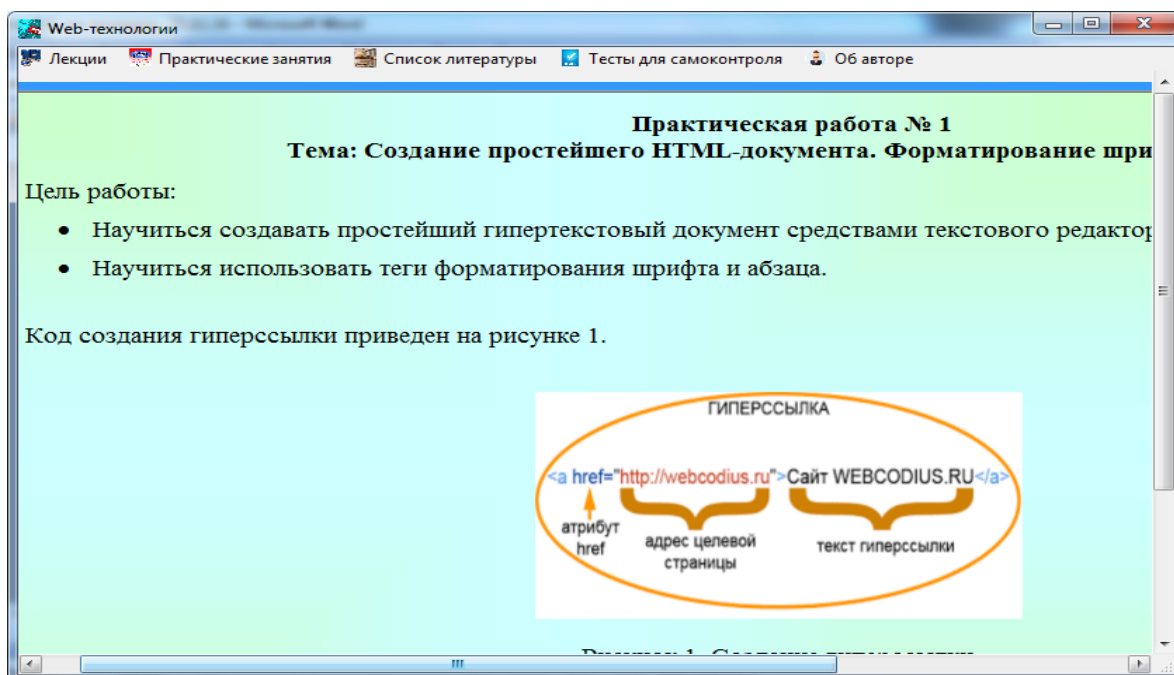 Web-технологии
Лекции Практические занятия Список литературы Тесты для самоконтроля Об авторе
Практическая работа № 1
Тема: Создание простейшего HTML-документа. Форматирование шри
Цель работы:
• Научиться создавать простейший гипертекстовый документ средствами текстового редактор
• Научиться использовать теги форматирования шрифта и абзаца.
Код создания гиперссылки приведен на рисунке 1.
ГИПЕРССЫЛКА
<a href="http://webcodius.ru">Сайт WEBCODIUS.RU</a>
атрибут
href
адрес целевой
страницы
текст гиперссылки